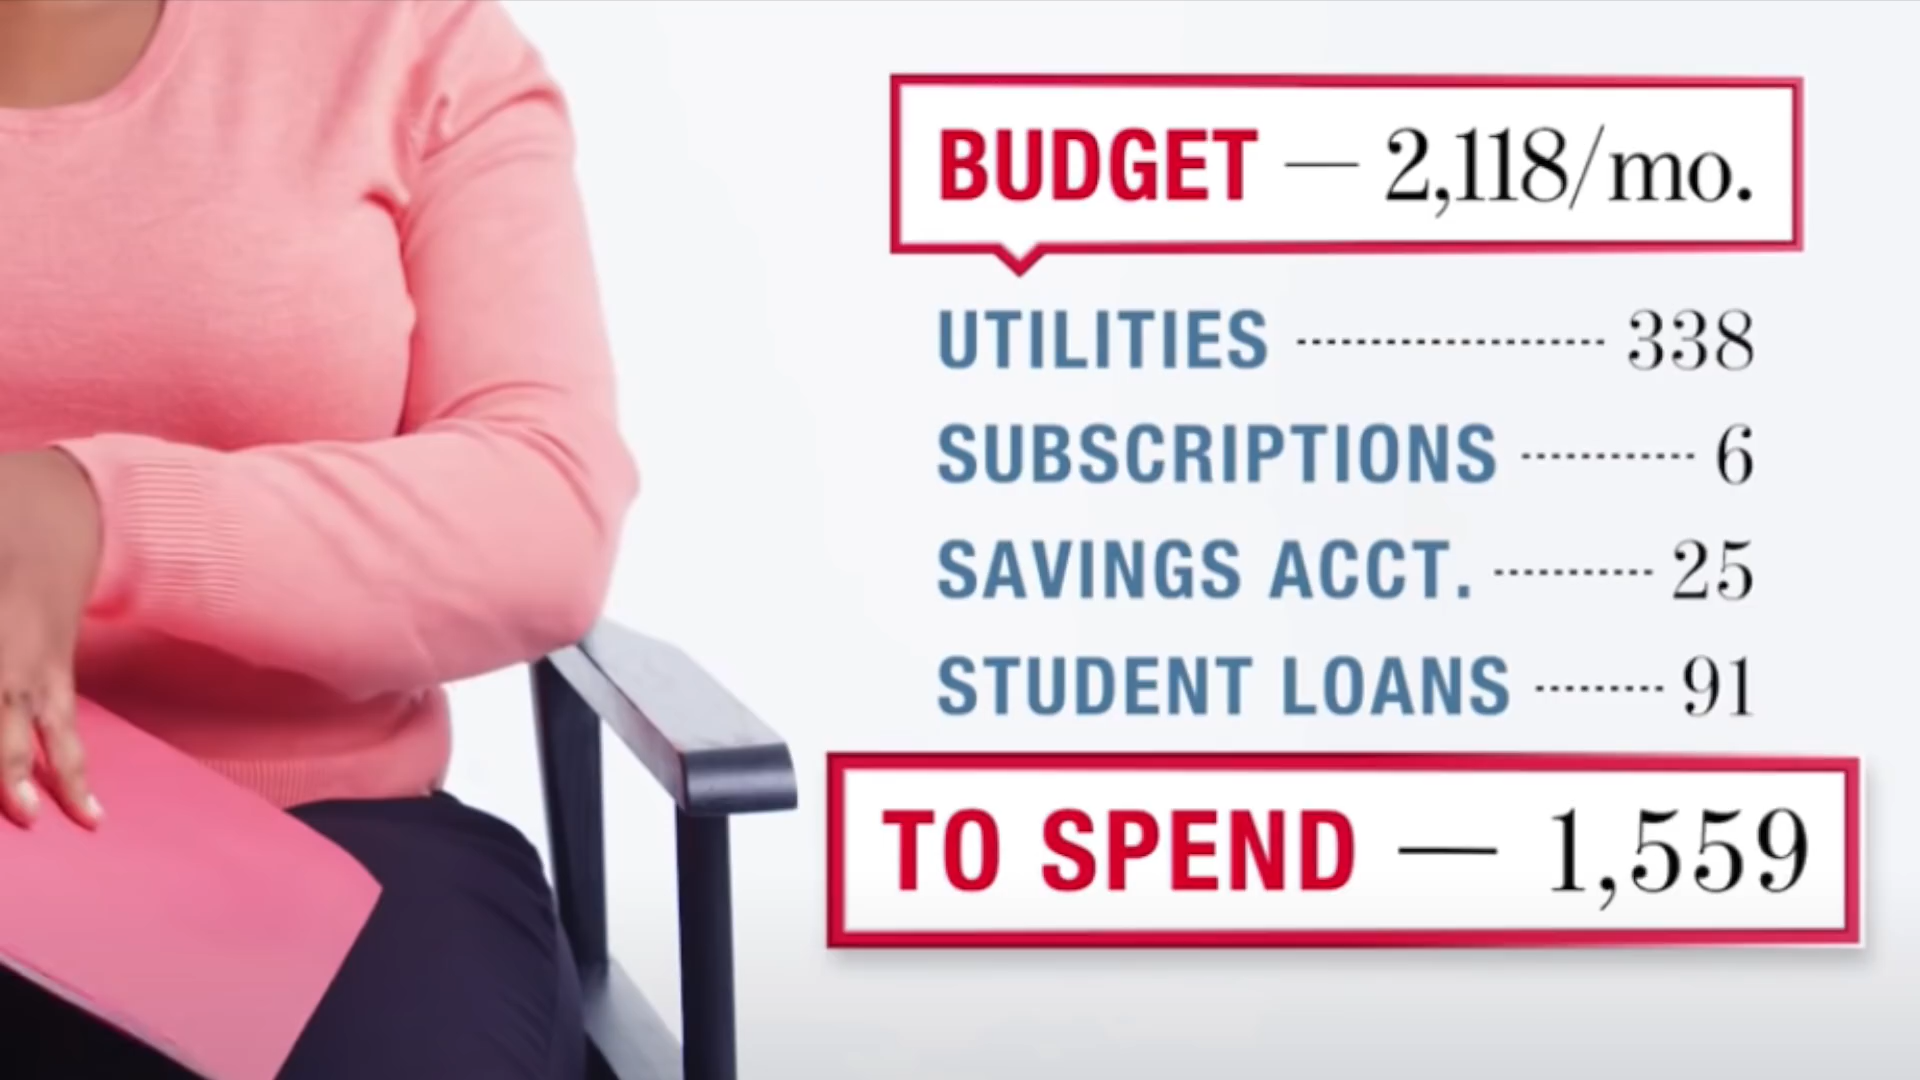 BUDGET — 2,118/mo.
UTILITIES ---------------------- 338
SUBSCRIPTIONS ------------ 6
SAVINGS ACCT. ----------- 25
STUDENT LOANS --------- 91
TO SPEND — 1,559